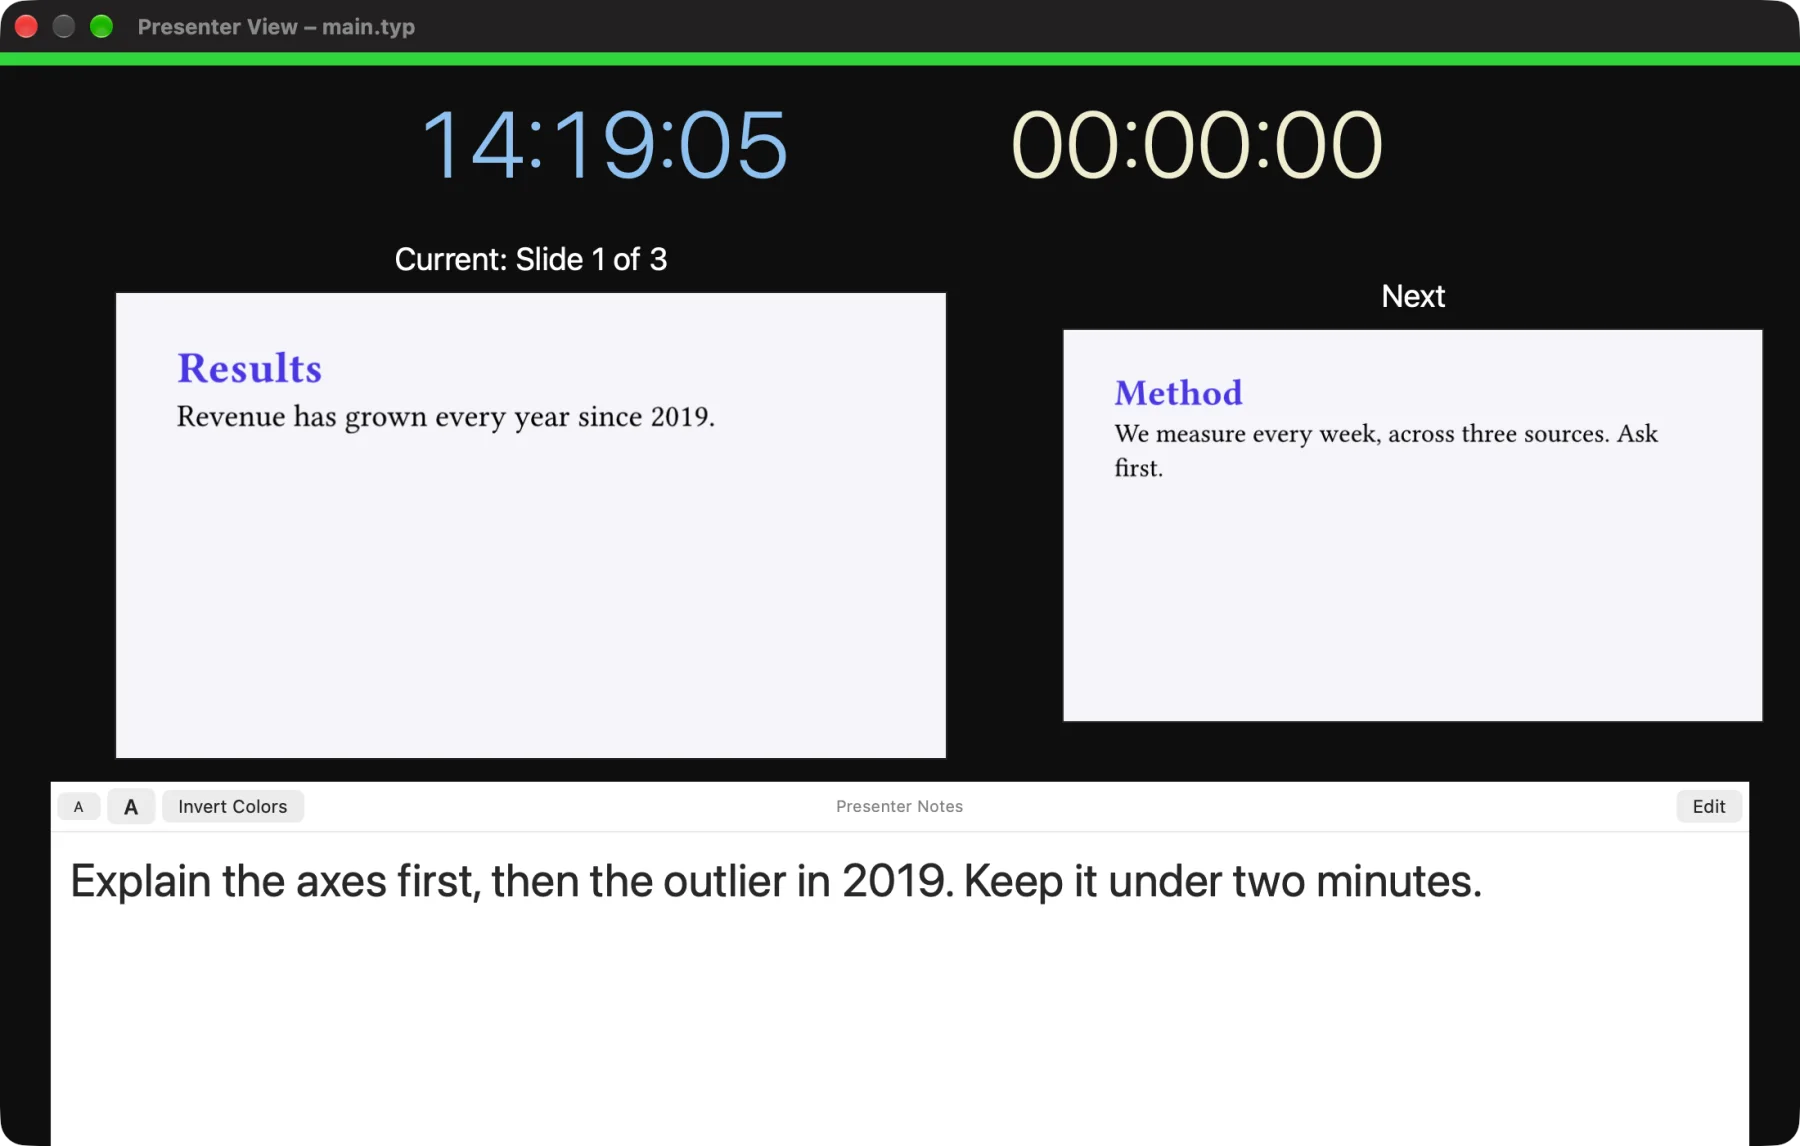 Presenter View – main.typ
14:19:05
00:00:00
Current: Slide 1 of 3
Results
Revenue has grown every year since 2019.
Next
Method
We measure every week, across three sources. Ask
first.
A
A
Invert Colors
Presenter Notes
Edit
Explain the axes first, then the outlier in 2019. Keep it under two minutes.